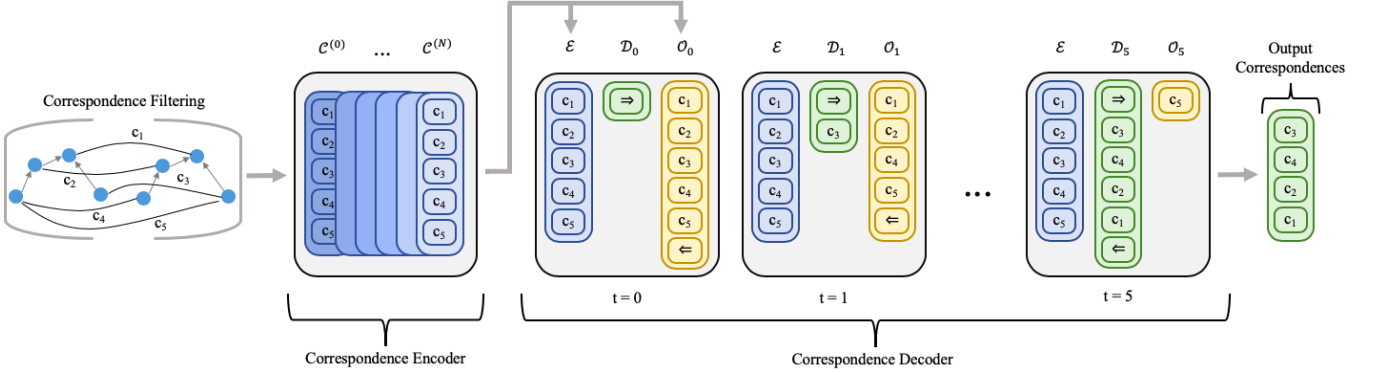 Correspondence Filtering
c₁
c₂
c₃
c₄
c₅
𝒞⁽⁰⁾ ... 𝒞⁽ᴺ⁾
c₁ c₁
c₂ c₂
c₃ c₃
c₄ c₄
c₅ c₅
Correspondence Encoder
ℰ 𝒟₀ 𝒪₀
c₁ ⇒ c₁
c₂ c₂
c₃ c₃
c₄ c₄
c₅ c₅
⇐
t = 0
ℰ 𝒟₁ 𝒪₁
c₁ ⇒ c₁
c₂ c₃ c₂
c₃ c₄
c₄ c₅
c₅ ⇐
t = 1
...
ℰ 𝒟₅ 𝒪₅
c₁ ⇒ c₅
c₂ c₃
c₃ c₄
c₄ c₂
c₅ c₁
⇐
t = 5
Correspondence Decoder
Output
Correspondences
c₃
c₄
c₂
c₁